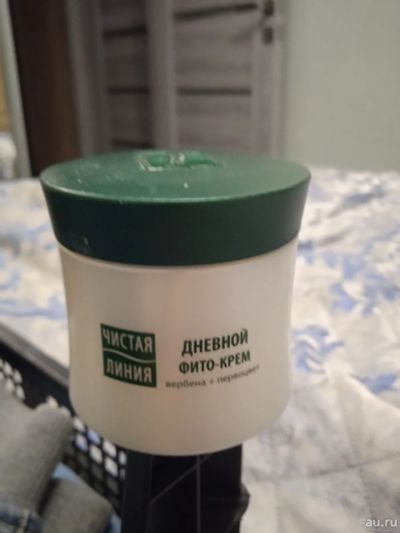 ЧИСТАЯ
ЛИНИЯ
ДНЕВНОЙ
ФИТО-КРЕМ
вербена + первоцвет
au.ru